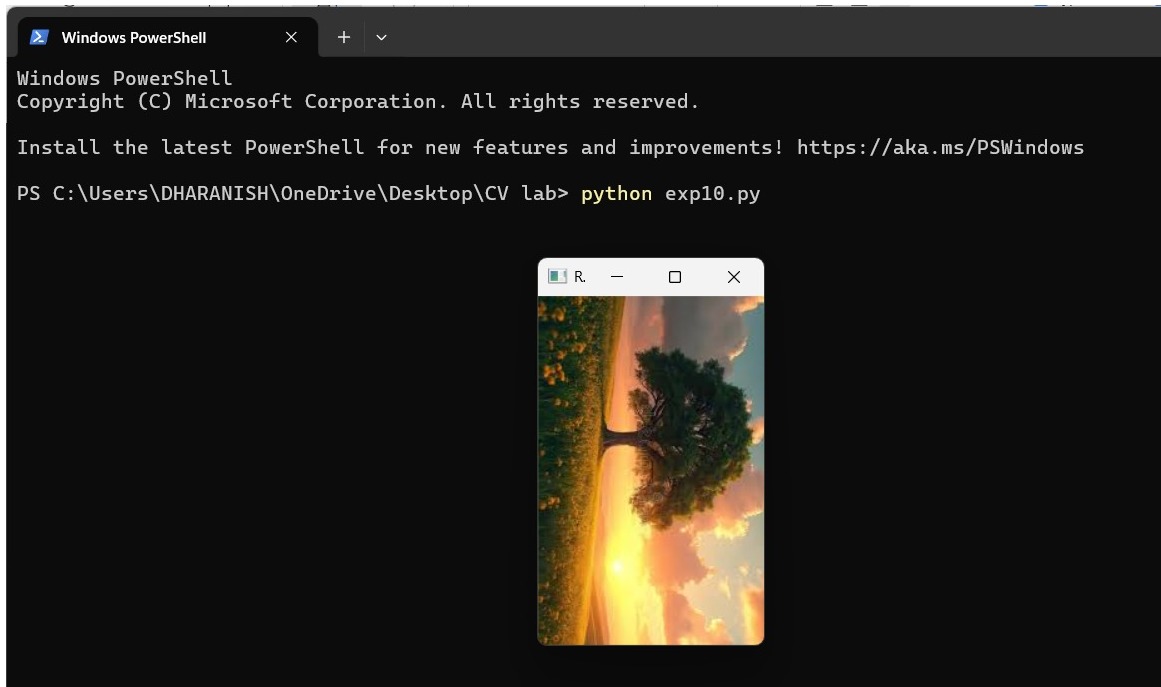 Windows PowerShell
Windows PowerShell
Copyright (C) Microsoft Corporation. All rights reserved.
Install the latest PowerShell for new features and improvements! https://aka.ms/PSWindows
PS C:\Users\DHARANISH\OneDrive\Desktop\CV lab> python exp10.py
R.